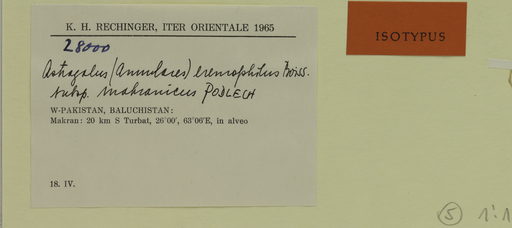 K. H. RECHINGER, ITER ORIENTALE 1965
28000
Astragalus (Annulares) eremophilus Boiss.
subsp. makranicus PODLECH
W-PAKISTAN, BALUCHISTAN:
Makran: 20 km S Turbat, 26°00', 63°06'E, in alveo
18. IV.
ISOTYPUS
5 1:1